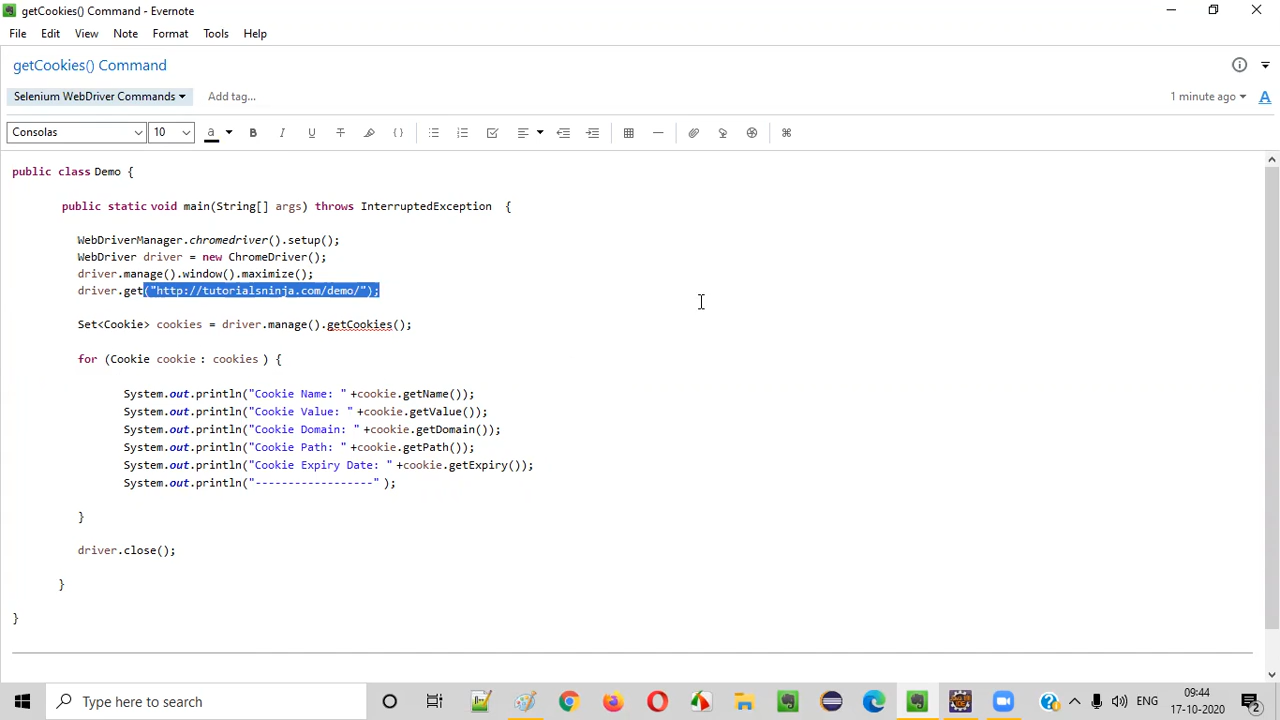 getCookies() Command - Evernote
File Edit View Note Format Tools Help
getCookies() Command
Selenium WebDriver Commands Add tag... 1 minute ago A
Consolas 10 a B I U T { }
public class Demo {
public static void main(String[] args) throws InterruptedException {
WebDriverManager.chromedriver().setup();
WebDriver driver = new ChromeDriver();
driver.manage().window().maximize();
driver.get("http://tutorialsninja.com/demo/");
Set<Cookie> cookies = driver.manage().getCookies();
for (Cookie cookie : cookies ) {
System.out.println("Cookie Name: " +cookie.getName());
System.out.println("Cookie Value: " +cookie.getValue());
System.out.println("Cookie Domain: " +cookie.getDomain());
System.out.println("Cookie Path: " +cookie.getPath());
System.out.println("Cookie Expiry Date: " +cookie.getExpiry());
System.out.println("------------------" );
}
driver.close();
}
}
Type here to search ENG 09:44
17-10-2020 2